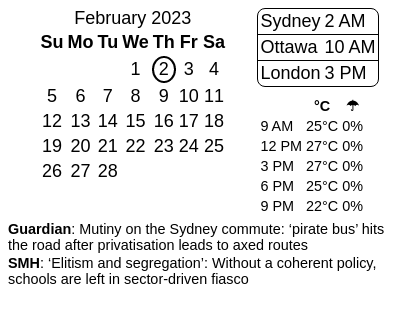 February 2023
Su Mo Tu We Th Fr Sa
1 2 3 4
5 6 7 8 9 10 11
12 13 14 15 16 17 18
19 20 21 22 23 24 25
26 27 28
Sydney 2 AM
Ottawa 10 AM
London 3 PM
°C ☂
9 AM 25°C 0%
12 PM 27°C 0%
3 PM 27°C 0%
6 PM 25°C 0%
9 PM 22°C 0%
Guardian: Mutiny on the Sydney commute: ‘pirate bus’ hits
the road after privatisation leads to axed routes
SMH: ‘Elitism and segregation’: Without a coherent policy,
schools are left in sector-driven fiasco